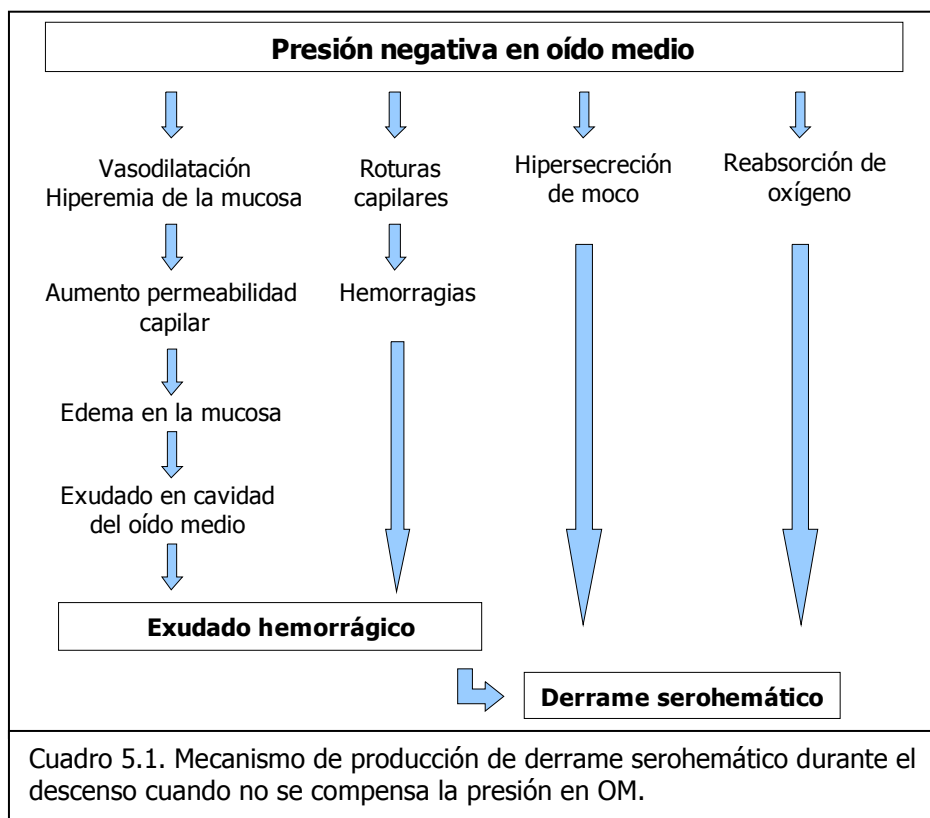 Presión negativa en oído medio
Vasodilatación
Hiperemia de la mucosa
Aumento permeabilidad
capilar
Edema en la mucosa
Exudado en cavidad
del oído medio
Roturas
capilares
Hemorragias
Hipersecreción
de moco
Reabsorción de
oxígeno
Exudado hemorrágico
Derrame serohemático
Cuadro 5.1. Mecanismo de producción de derrame serohemático durante el
descenso cuando no se compensa la presión en OM.